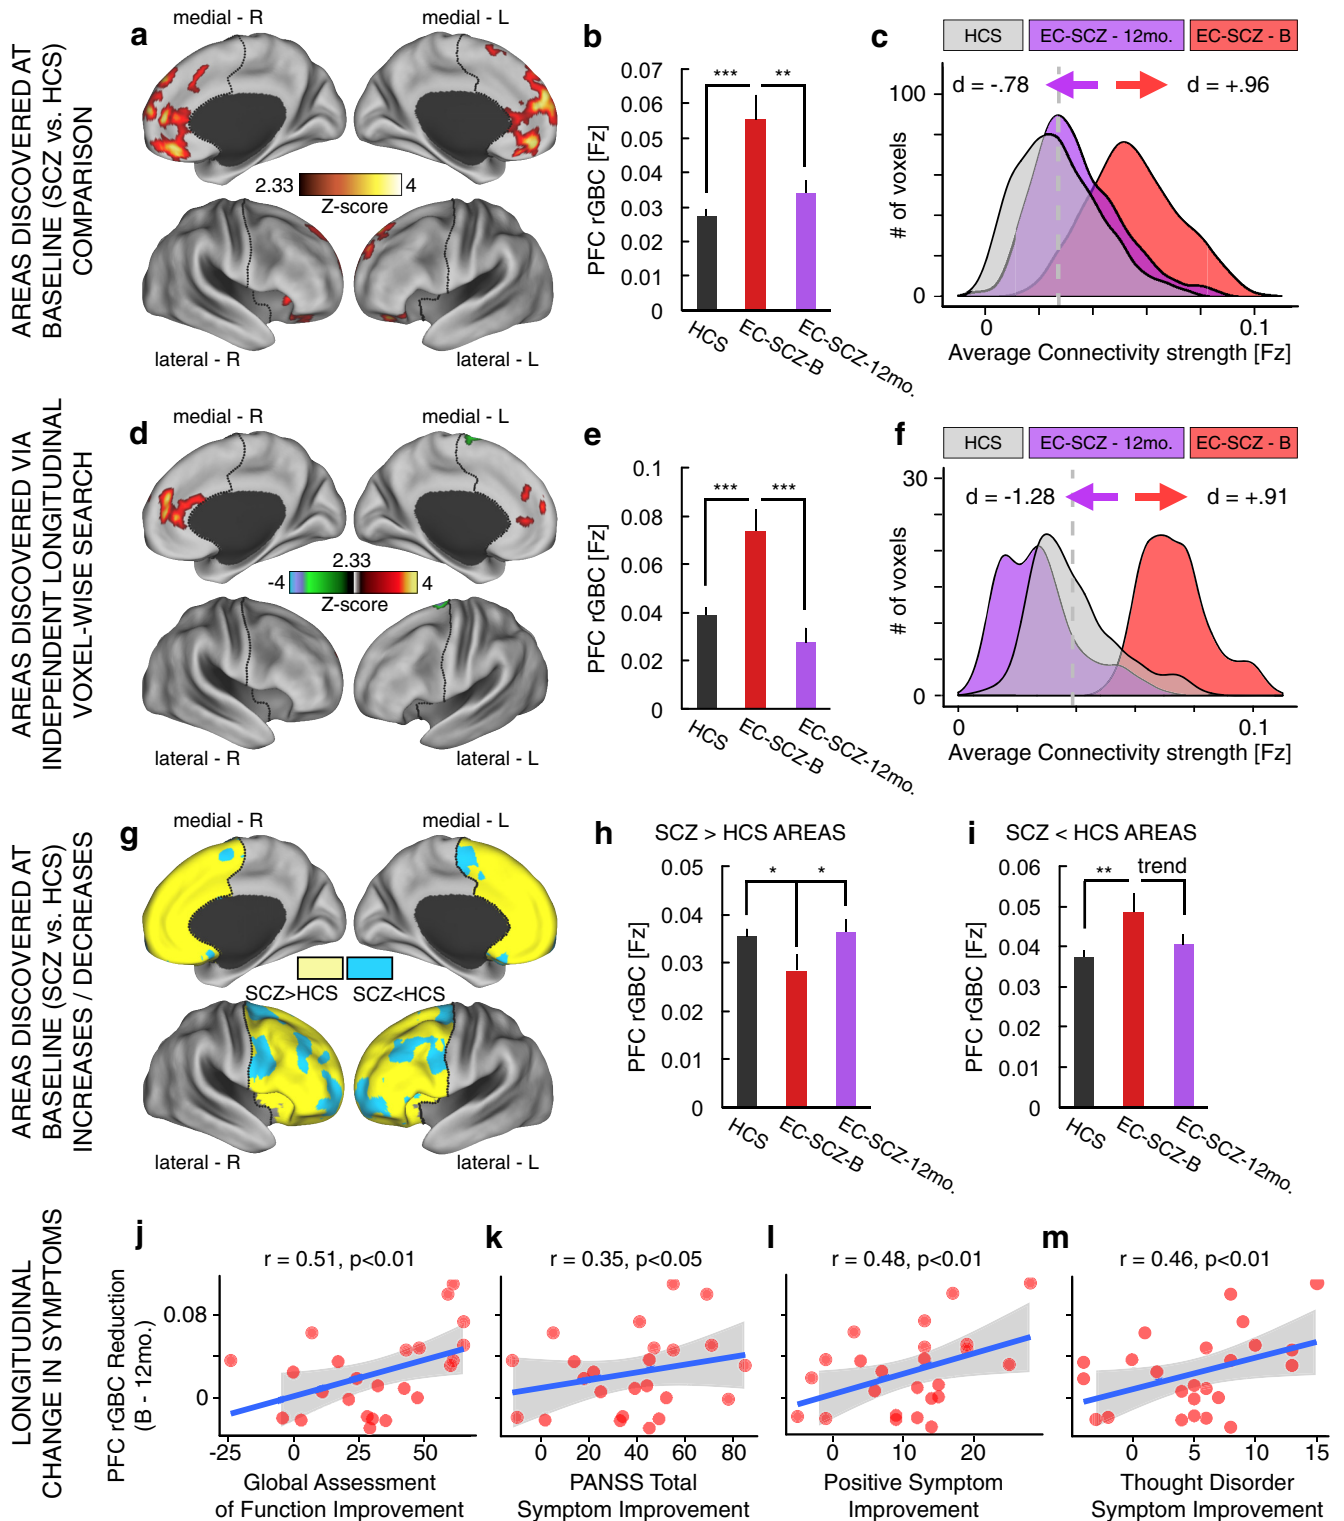 AREAS DISCOVERED AT
BASELINE (SCZ vs. HCS)
COMPARISON
a
medial - R
medial - L
2.33
4
Z-score
lateral - R
lateral - L
b
PFC rGBC [Fz]
0.07
0.06
0.05
0.04
0.03
0.02
0.01
0
***
**
HCS
EC-SCZ-B
EC-SCZ-12mo.
c
HCS
EC-SCZ - 12mo.
EC-SCZ - B
d = -.78
d = +.96
# of voxels
100
0
0
0.1
Average Connectivity strength [Fz]
AREAS DISCOVERED VIA
INDEPENDENT LONGITUDINAL
VOXEL-WISE SEARCH
d
medial - R
medial - L
2.33
-4
4
Z-score
lateral - R
lateral - L
e
PFC rGBC [Fz]
0.1
0.08
0.06
0.04
0.02
0
***
***
HCS
EC-SCZ-B
EC-SCZ-12mo.
f
HCS
EC-SCZ - 12mo.
EC-SCZ - B
d = -1.28
d = +.91
# of voxels
30
0
0
0.1
Average Connectivity strength [Fz]
AREAS DISCOVERED AT
BASELINE (SCZ vs. HCS)
INCREASES / DECREASES
g
medial - R
medial - L
SCZ>HCS
SCZ<HCS
lateral - R
lateral - L
h
SCZ > HCS AREAS
PFC rGBC [Fz]
0.05
0.04
0.03
0.02
0.01
0
*
*
HCS
EC-SCZ-B
EC-SCZ-12mo.
i
SCZ < HCS AREAS
PFC rGBC [Fz]
0.06
0.05
0.04
0.03
0.02
0.01
0
**
trend
HCS
EC-SCZ-B
EC-SCZ-12mo.
LONGITUDINAL
CHANGE IN SYMPTOMS
j
r = 0.51, p<0.01
PFC rGBC Reduction
(B - 12mo.)
0.08
0
-25
0
25
50
Global Assessment
of Function Improvement
k
r = 0.35, p<0.05
0
20
40
60
80
PANSS Total
Symptom Improvement
l
r = 0.48, p<0.01
0
10
20
Positive Symptom
Improvement
m
r = 0.46, p<0.01
0
5
10
15
Thought Disorder
Symptom Improvement